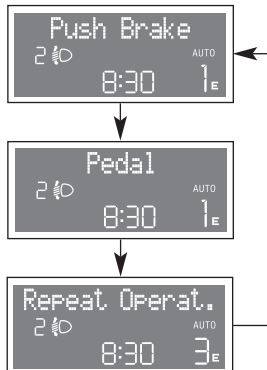 Push Brake
2 AUTO
8:30 1E
Pedal
2 AUTO
8:30 1E
Repeat Operat.
2 AUTO
8:30 3E